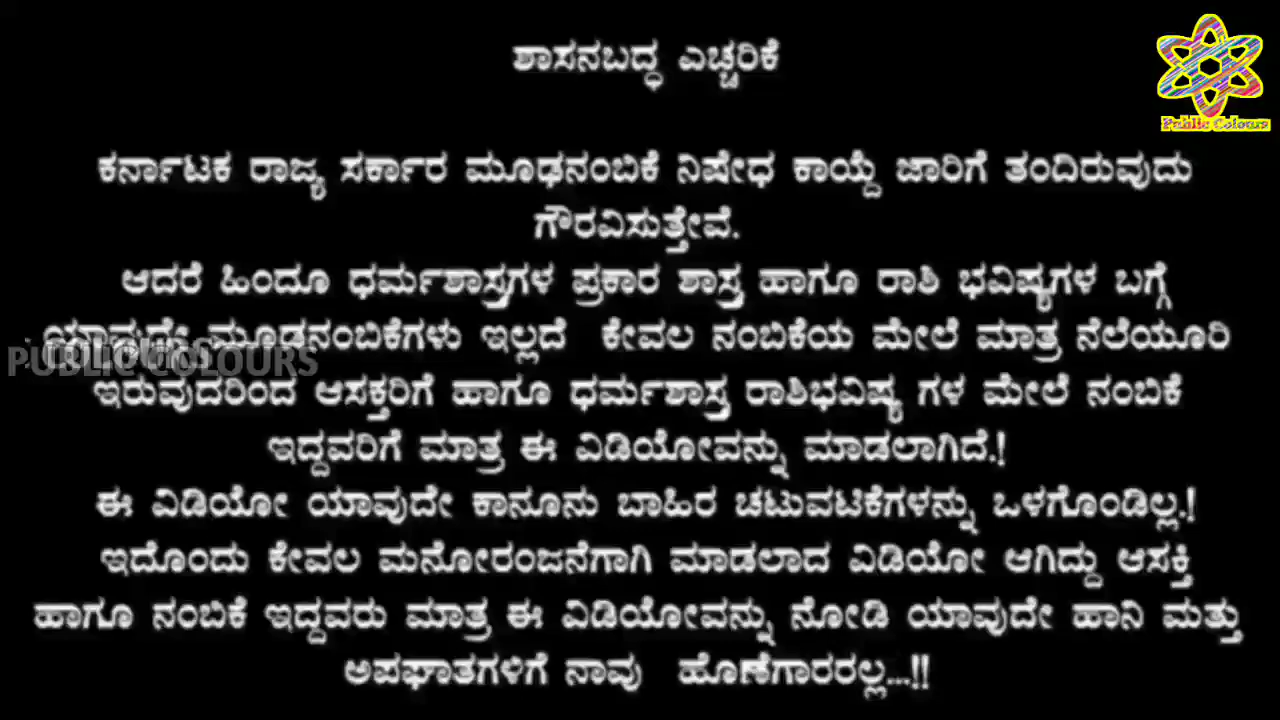 ಶಾಸನಬದ್ಧ ಎಚ್ಚರಿಕೆ
Public Colours
ಕರ್ನಾಟಕ ರಾಜ್ಯ ಸರ್ಕಾರ ಮೂಢನಂಬಿಕೆ ನಿಷೇಧ ಕಾಯ್ದೆ ಜಾರಿಗೆ ತಂದಿರುವುದು
ಗೌರವಿಸುತ್ತೇವೆ.
ಆದರೆ ಹಿಂದೂ ಧರ್ಮಶಾಸ್ತ್ರಗಳ ಪ್ರಕಾರ ಶಾಸ್ತ್ರ ಹಾಗೂ ರಾಶಿ ಭವಿಷ್ಯಗಳ ಬಗ್ಗೆ
ಯಾವುದೇ ಮೂಡನಂಬಿಕೆಗಳು ಇಲ್ಲದೆ ಕೇವಲ ನಂಬಿಕೆಯ ಮೇಲೆ ಮಾತ್ರ ನೆಲೆಯೂರಿ
PUBLIC COLOURS
ಇರುವುದರಿಂದ ಆಸಕ್ತರಿಗೆ ಹಾಗೂ ಧರ್ಮಶಾಸ್ತ್ರ ರಾಶಿಭವಿಷ್ಯ ಗಳ ಮೇಲೆ ನಂಬಿಕೆ
ಇದ್ದವರಿಗೆ ಮಾತ್ರ ಈ ವಿಡಿಯೋವನ್ನು ಮಾಡಲಾಗಿದೆ.!
ಈ ವಿಡಿಯೋ ಯಾವುದೇ ಕಾನೂನು ಬಾಹಿರ ಚಟುವಟಿಕೆಗಳನ್ನು ಒಳಗೊಂಡಿಲ್ಲ.!
ಇದೊಂದು ಕೇವಲ ಮನೋರಂಜನೆಗಾಗಿ ಮಾಡಲಾದ ವಿಡಿಯೋ ಆಗಿದ್ದು ಆಸಕ್ತಿ
ಹಾಗೂ ನಂಬಿಕೆ ಇದ್ದವರು ಮಾತ್ರ ಈ ವಿಡಿಯೋವನ್ನು ನೋಡಿ ಯಾವುದೇ ಹಾನಿ ಮತ್ತು
ಅಪಘಾತಗಳಿಗೆ ನಾವು ಹೊಣೆಗಾರರಲ್ಲ...!!